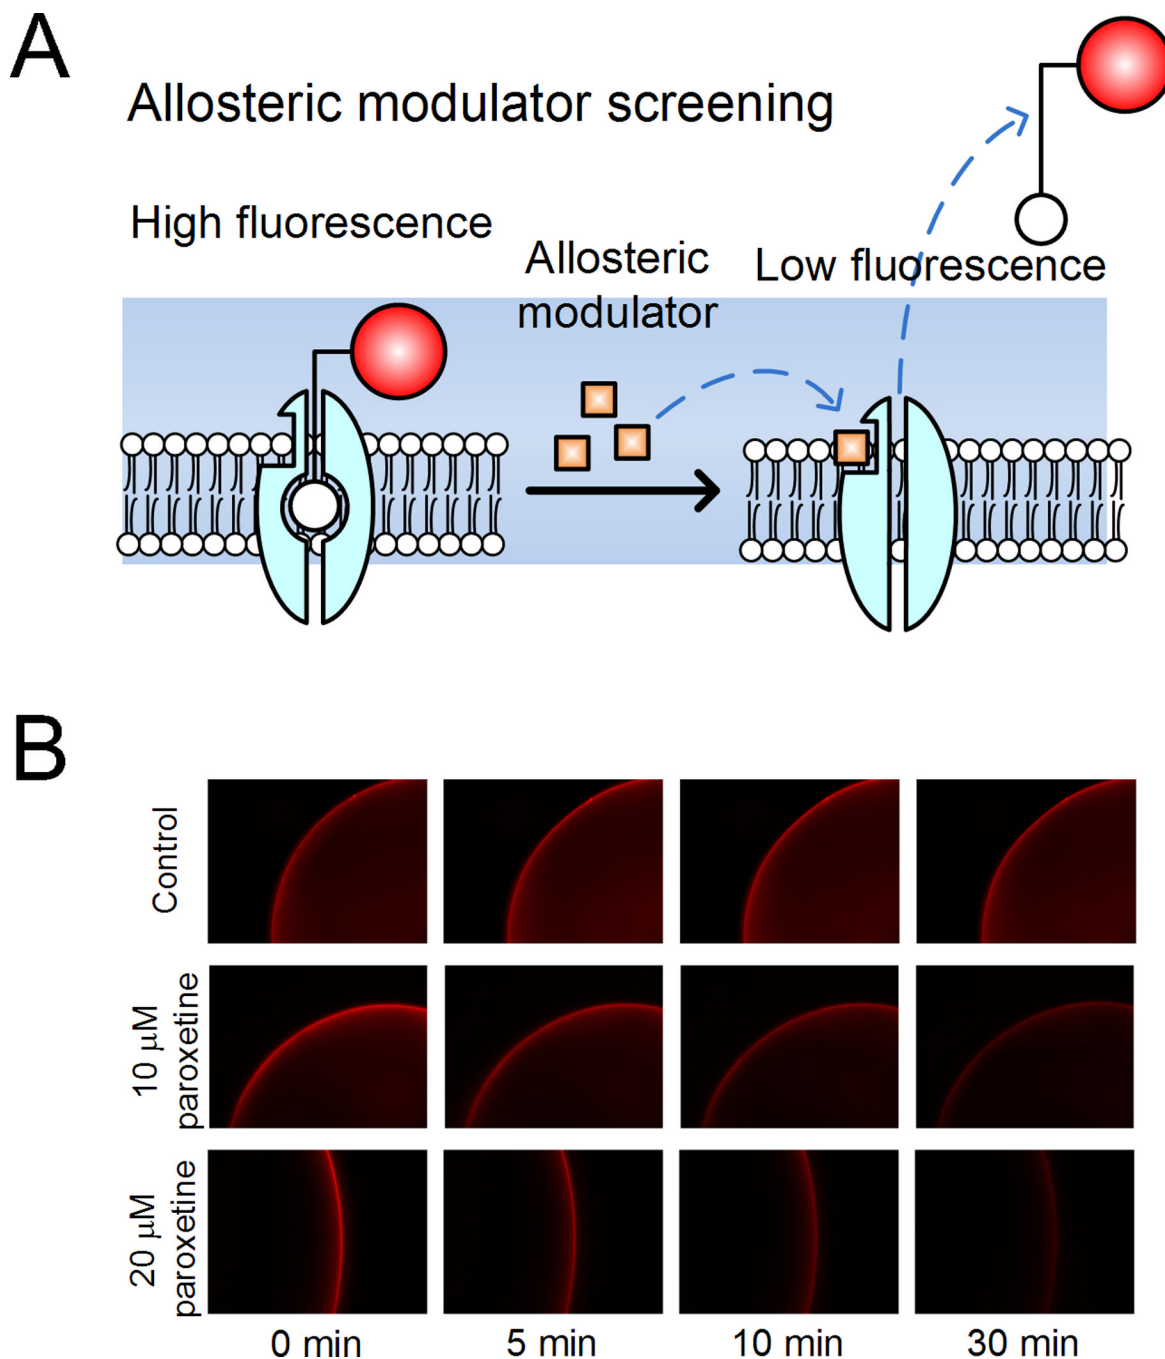 A
Allosteric modulator screening
High fluorescence
Allosteric
modulator
Low fluorescence
B
Control
10 μM
paroxetine
20 μM
paroxetine
0 min
5 min
10 min
30 min